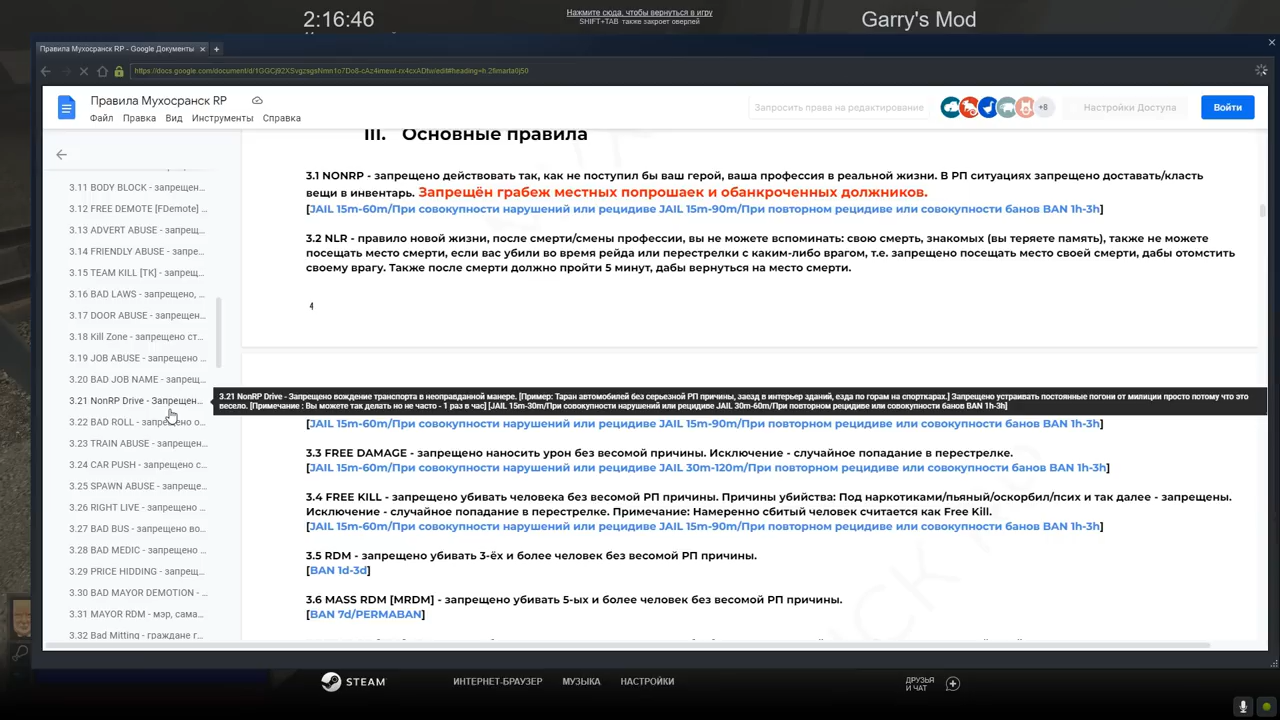 2:16:46
Нажмите сюда, чтобы вернуться в игру
SHIFT+TAB также закроет оверлей
Garry's Mod
Правила Мухосранск RP - Google Документы
Правила Мухосранск RP
Файл Правка Вид Инструменты Справка
Запросить права на редактирование
+8
Настройки Доступа
Войти
3.11 BODY BLOCK - запрещен...
3.12 FREE DEMOTE [FDemote] ...
3.13 ADVERT ABUSE - запрещ...
3.14 FRIENDLY ABUSE - запре...
3.15 TEAM KILL [TK] - запрещ...
3.16 BAD LAWS - запрещено, ...
3.17 DOOR ABUSE - запрещен...
3.18 Kill Zone - запрещено ст...
3.19 JOB ABUSE - запрещено ...
3.20 BAD JOB NAME - запрещ...
3.21 NonRP Drive - Запрещен...
3.22 BAD ROLL - запрещено о...
3.23 TRAIN ABUSE - запрещен...
3.24 CAR PUSH - запрещено с...
3.25 SPAWN ABUSE - запреще...
3.26 RIGHT LIVE - запрещено ...
3.27 BAD BUS - запрещено во...
3.28 BAD MEDIC - запрещено ...
3.29 PRICE HIDDING - запрещ...
3.30 BAD MAYOR DEMOTION - ...
3.31 MAYOR RDM - мэр, сама...
3.32 Bad Mitting - граждане г...
III. Основные правила
3.1 NONRP - запрещено действовать так, как не поступил бы ваш герой, ваша профессия в реальной жизни. В РП ситуациях запрещено доставать/класть
вещи в инвентарь. Запрещён грабеж местных попрошаек и обанкроченных должников.
[JAIL 15m-60m/При совокупности нарушений или рецидиве JAIL 15m-90m/При повторном рецидиве или совокупности банов BAN 1h-3h]
3.2 NLR - правило новой жизни, после смерти/смены профессии, вы не можете вспоминать: свою смерть, знакомых (вы теряете память), также не можете
посещать место смерти, если вас убили во время рейда или перестрелки с каким-либо врагом, т.е. запрещено посещать место своей смерти, дабы отомстить
своему врагу. Также после смерти должно пройти 5 минут, дабы вернуться на место смерти.
4
3.21 NonRP Drive - Запрещено вождение транспорта в неоправданной манере. [Пример: Таран автомобилей без серьезной РП причины, заезд в интерьер зданий, езда по горам на спорткарах.] Запрещено устраивать постоянные погони от милиции просто потому что это
весело. [Примечание : Вы можете так делать но не часто - 1 раз в час] [JAIL 15m-30m/При совокупности нарушений или рецидиве JAIL 30m-60m/При повторном рецидиве или совокупности банов BAN 1h-3h]
[JAIL 15m-60m/При совокупности нарушений или рецидиве JAIL 15m-90m/При повторном рецидиве или совокупности банов BAN 1h-3h]
3.3 FREE DAMAGE - запрещено наносить урон без весомой причины. Исключение - случайное попадание в перестрелке.
[JAIL 15m-60m/При совокупности нарушений или рецидиве JAIL 30m-120m/При повторном рецидиве или совокупности банов BAN 1h-3h]
3.4 FREE KILL - запрещено убивать человека без весомой РП причины. Причины убийства: Под наркотиками/пьяный/оскорбил/псих и так далее - запрещены.
Исключение - случайное попадание в перестрелке. Примечание: Намеренно сбитый человек считается как Free Kill.
[JAIL 15m-60m/При совокупности нарушений или рецидиве JAIL 15m-90m/При повторном рецидиве или совокупности банов BAN 1h-3h]
3.5 RDM - запрещено убивать 3-ёх и более человек без весомой РП причины.
[BAN 1d-3d]
3.6 MASS RDM [MRDM] - запрещено убивать 5-ых и более человек без весомой РП причины.
[BAN 7d/PERMABAN]
STEAM
ИНТЕРНЕТ-БРАУЗЕР МУЗЫКА НАСТРОЙКИ
ДРУЗЬЯ
И ЧАТ